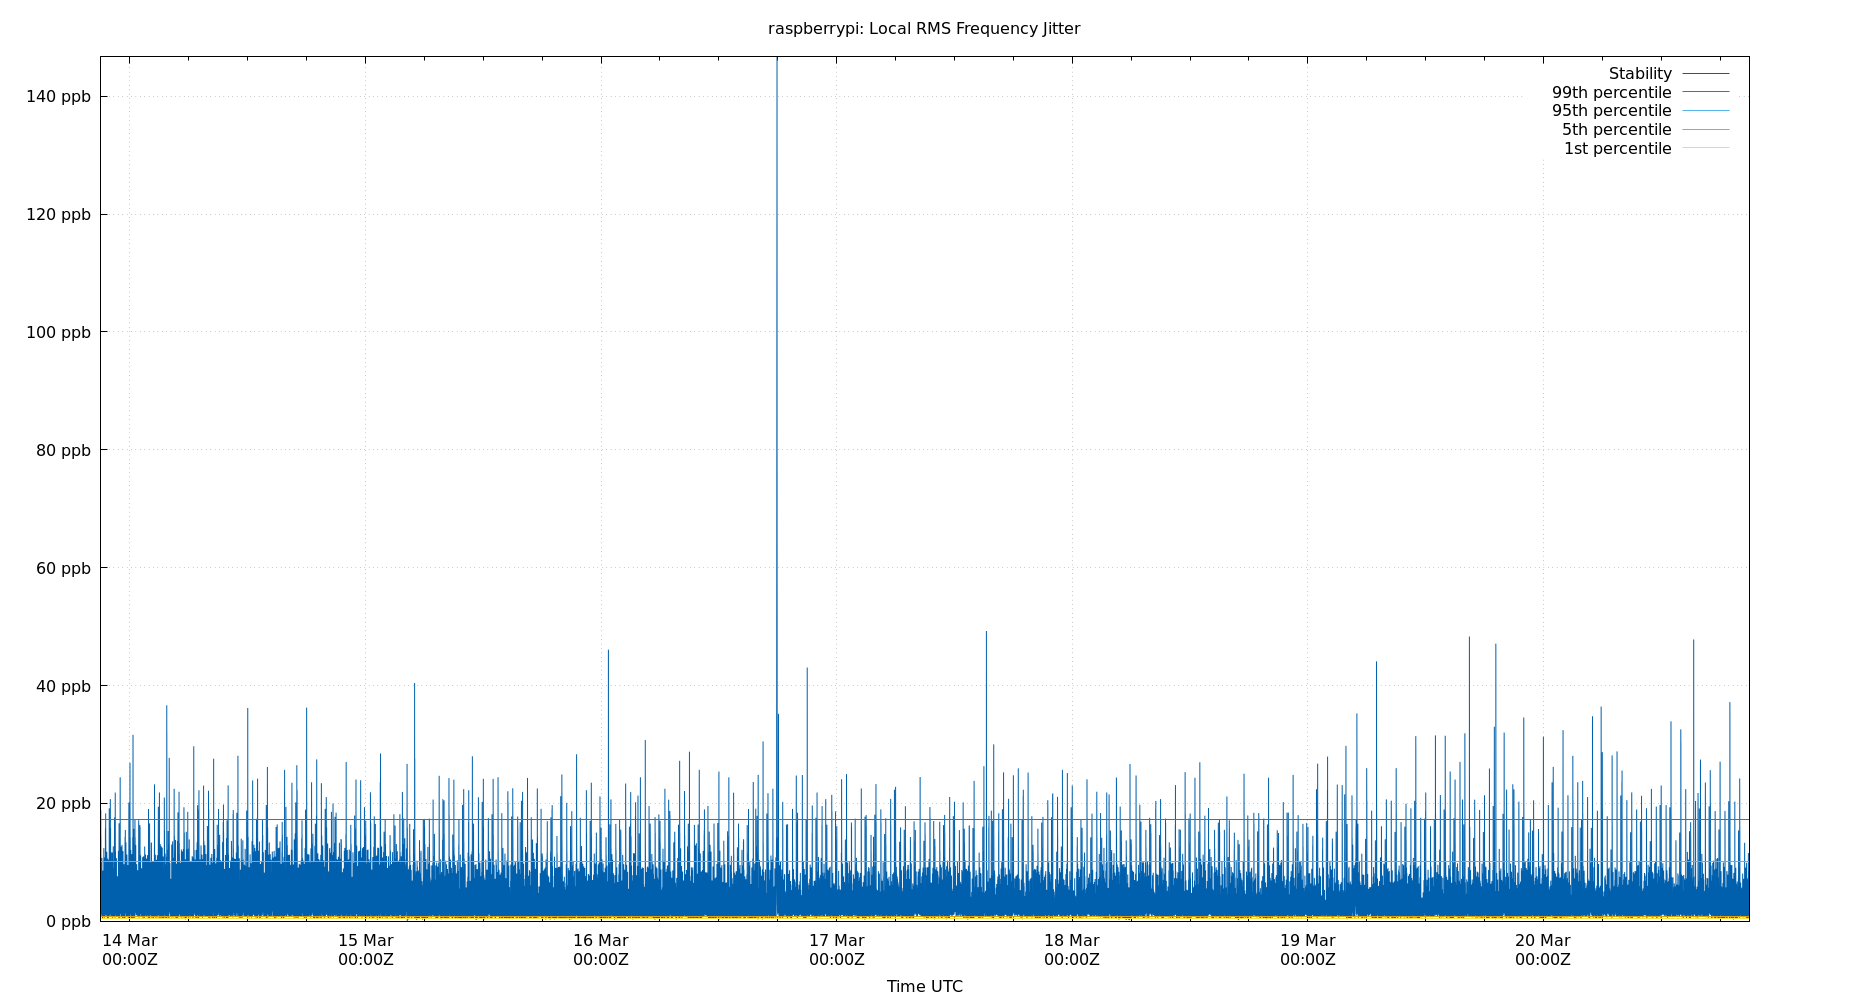 raspberrypi: Local RMS Frequency Jitter
Stability
99th percentile
95th percentile
5th percentile
1st percentile
140 ppb
120 ppb
100 ppb
80 ppb
60 ppb
40 ppb
20 ppb
0 ppb
14 Mar 15 Mar 16 Mar 17 Mar 18 Mar 19 Mar 20 Mar
00:00Z 00:00Z 00:00Z 00:00Z 00:00Z 00:00Z 00:00Z
Time UTC